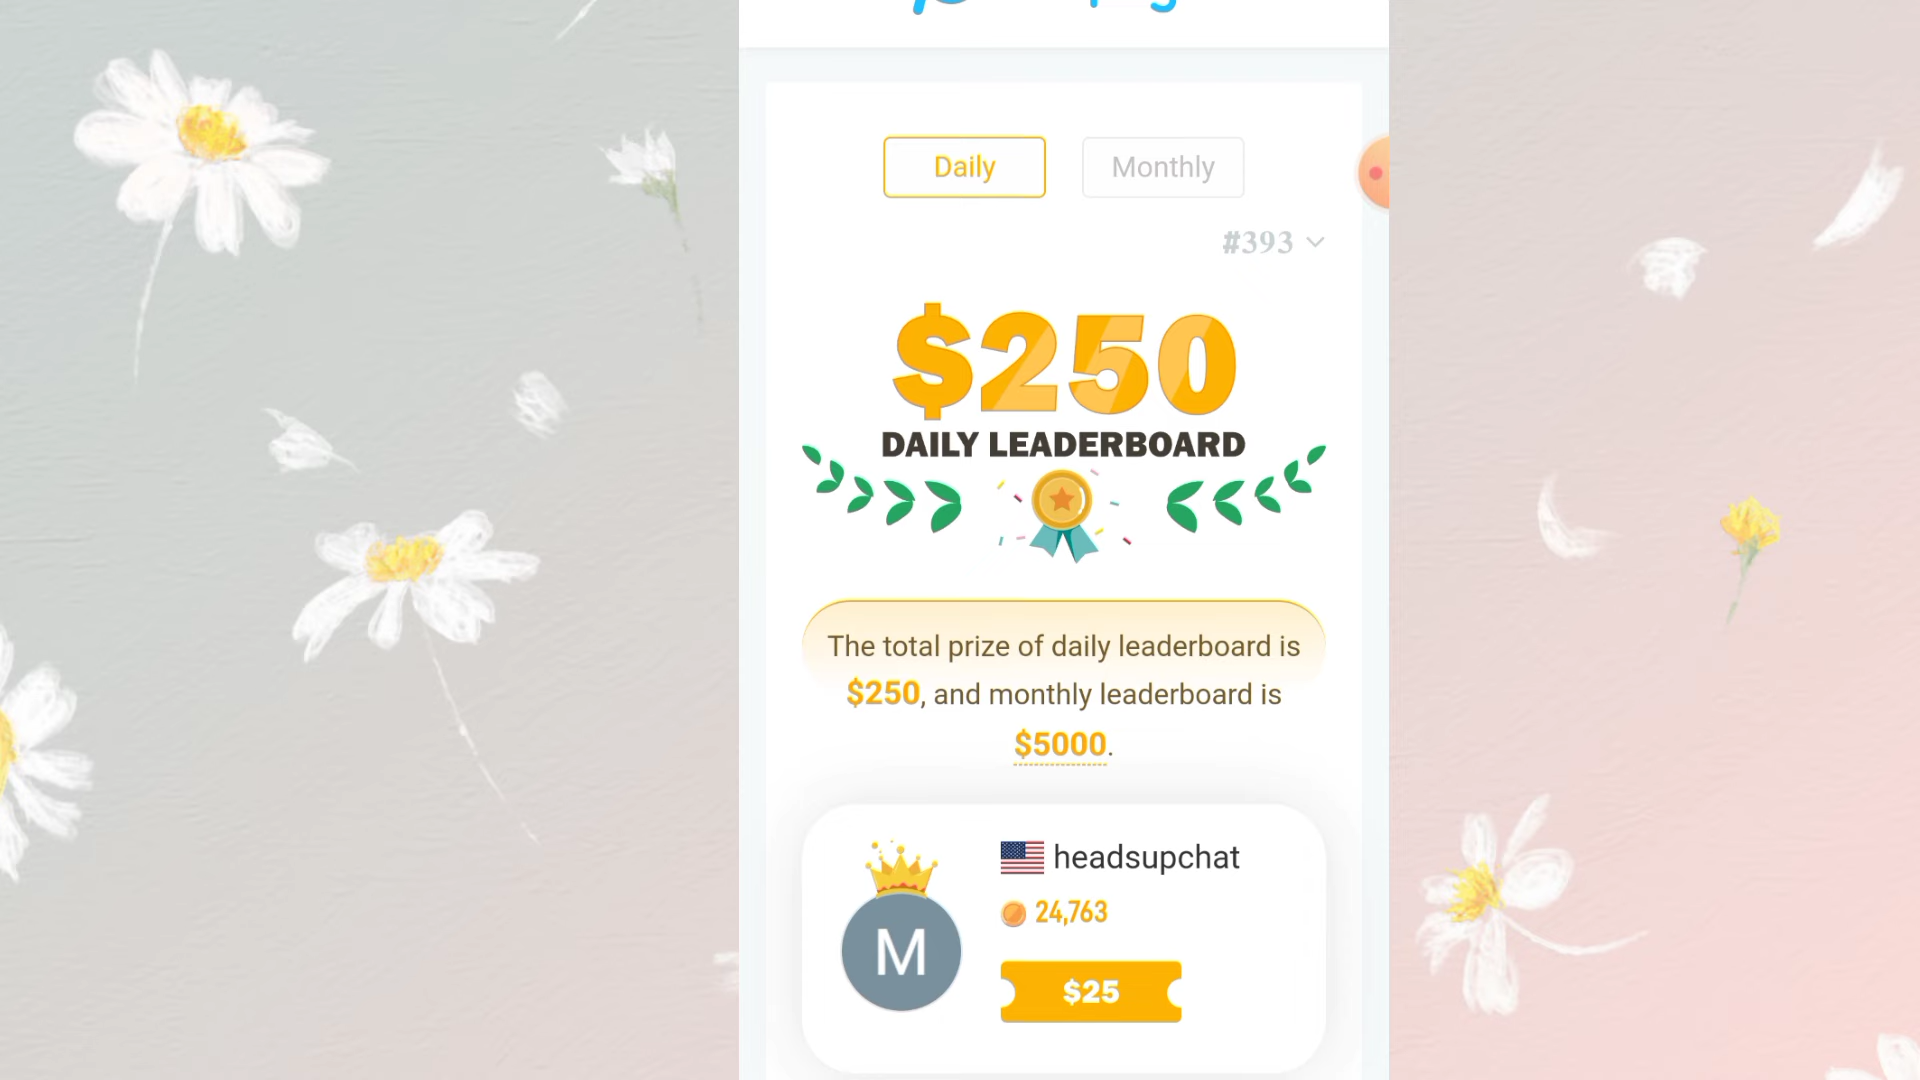 Daily
Monthly
#393
$250
DAILY LEADERBOARD
The total prize of daily leaderboard is
$250, and monthly leaderboard is
$5000.
headsupchat
24,763
M
$25